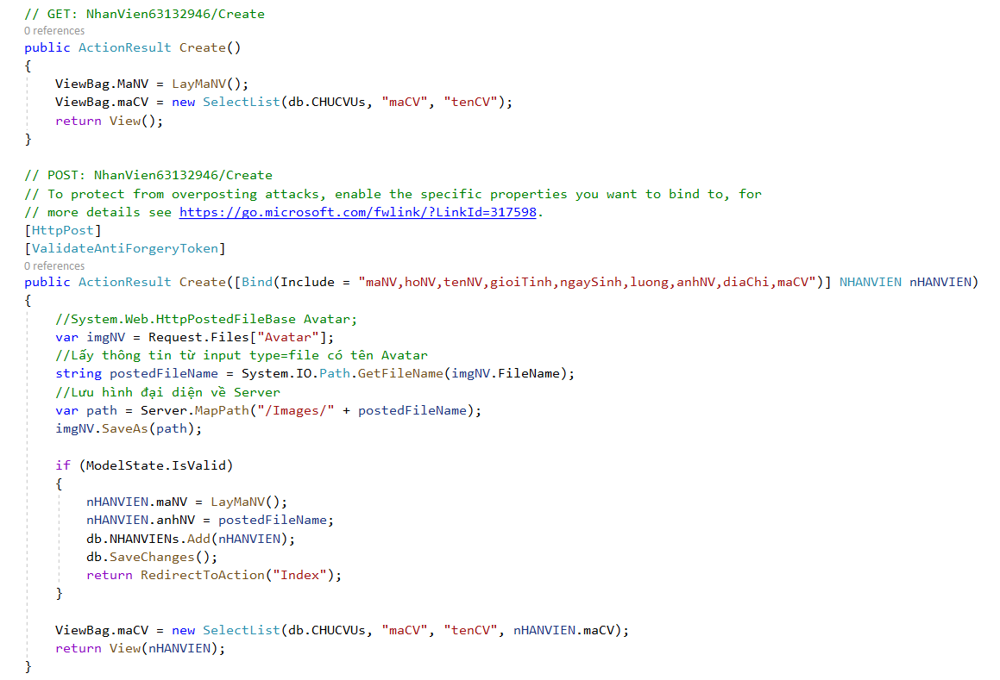 // GET: NhanVien63132946/Create
0 references
public ActionResult Create()
{
    ViewBag.MaNV = LayMaNV();
    ViewBag.maCV = new SelectList(db.CHUCVUs, "maCV", "tenCV");
    return View();
}

// POST: NhanVien63132946/Create
// To protect from overposting attacks, enable the specific properties you want to bind to, for
// more details see https://go.microsoft.com/fwlink/?LinkId=317598.
[HttpPost]
[ValidateAntiForgeryToken]
0 references
public ActionResult Create([Bind(Include = "maNV,hoNV,tenNV,gioiTinh,ngaySinh,luong,anhNV,diaChi,maCV")] NHANVIEN nHANVIEN)
{
    //System.Web.HttpPostedFileBase Avatar;
    var imgNV = Request.Files["Avatar"];
    //Lấy thông tin từ input type=file có tên Avatar
    string postedFileName = System.IO.Path.GetFileName(imgNV.FileName);
    //Lưu hình đại diện về Server
    var path = Server.MapPath("/Images/" + postedFileName);
    imgNV.SaveAs(path);

    if (ModelState.IsValid)
    {
        nHANVIEN.maNV = LayMaNV();
        nHANVIEN.anhNV = postedFileName;
        db.NHANVIENs.Add(nHANVIEN);
        db.SaveChanges();
        return RedirectToAction("Index");
    }

    ViewBag.maCV = new SelectList(db.CHUCVUs, "maCV", "tenCV", nHANVIEN.maCV);
    return View(nHANVIEN);
}